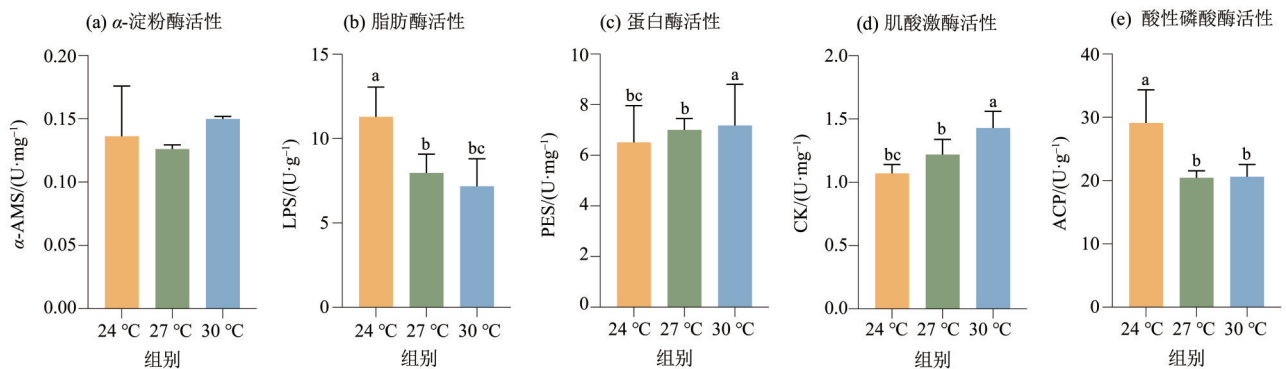 (a) α-淀粉酶活性
α-AMS/(U·mg⁻¹)
0.20
0.15
0.10
0.05
0.00
24 ℃ 27 ℃ 30 ℃
组别
(b) 脂肪酶活性
LPS/(U·g⁻¹)
15
10
5
0
a
b
bc
24 ℃ 27 ℃ 30 ℃
组别
(c) 蛋白酶活性
PES/(U·mg⁻¹)
10
8
6
4
2
0
bc
b
a
24 ℃ 27 ℃ 30 ℃
组别
(d) 肌酸激酶活性
CK/(U·mg⁻¹)
2.0
1.5
1.0
0.5
0.0
bc
b
a
24 ℃ 27 ℃ 30 ℃
组别
(e) 酸性磷酸酶活性
ACP/(U·g⁻¹)
40
30
20
10
0
a
b
b
24 ℃ 27 ℃ 30 ℃
组别